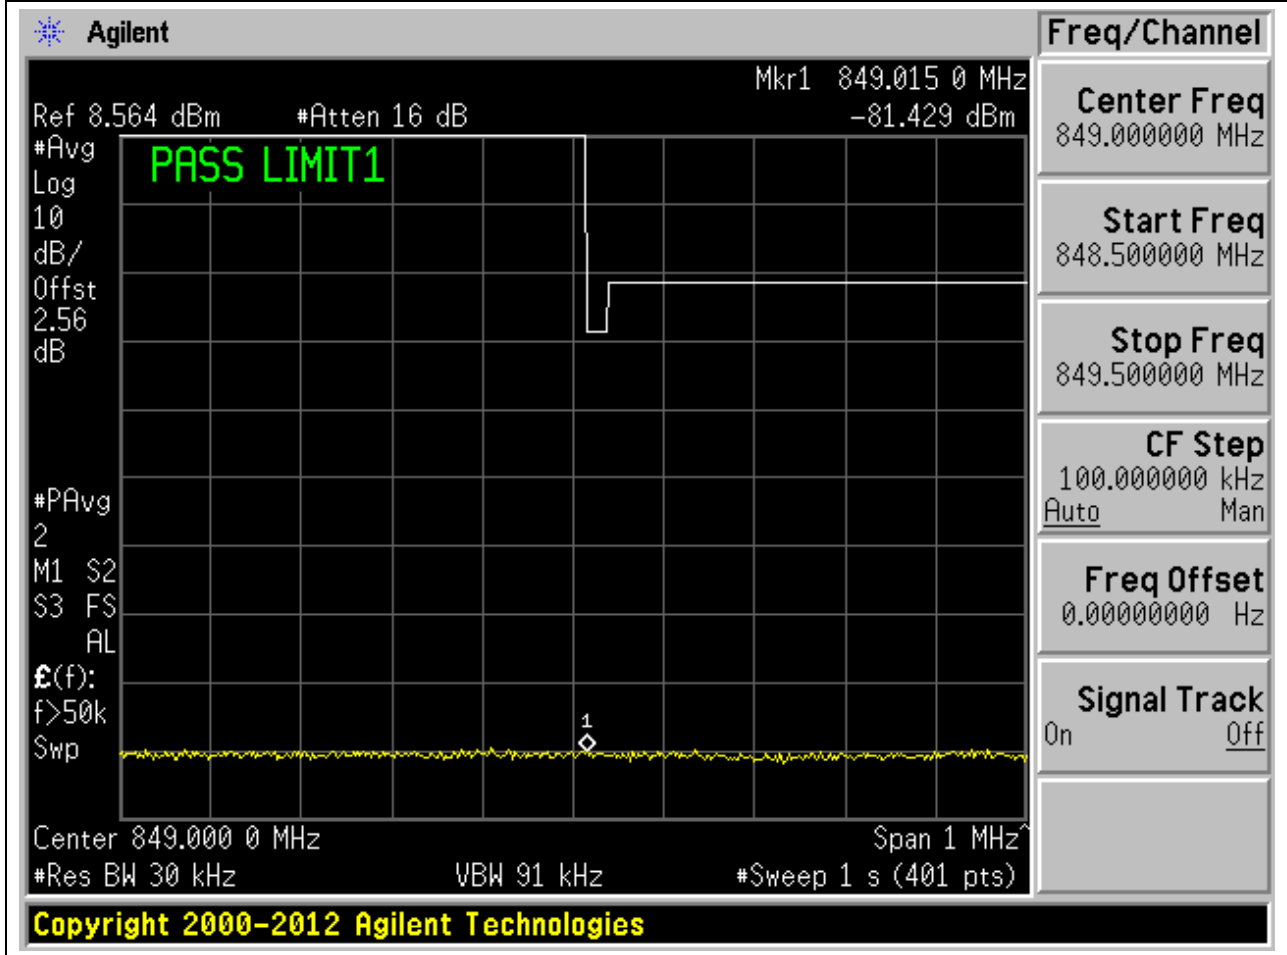 Agilent
Freq/Channel
Mkr1 849.015 0 MHz
Ref 8.564 dBm #Atten 16 dB -81.429 dBm
#Avg
Log
10
dB/
Offst
2.56
dB
PASS LIMIT1
#PAvg
2
M1 S2
S3 FS
AL
£(f):
f>50k
Swp
1
Center 849.000 0 MHz Span 1 MHz^
#Res BW 30 kHz VBW 91 kHz #Sweep 1 s (401 pts)
Center Freq
849.000000 MHz
Start Freq
848.500000 MHz
Stop Freq
849.500000 MHz
CF Step
100.000000 kHz
Auto Man
Freq Offset
0.00000000 Hz
Signal Track
On Off
Copyright 2000-2012 Agilent Technologies